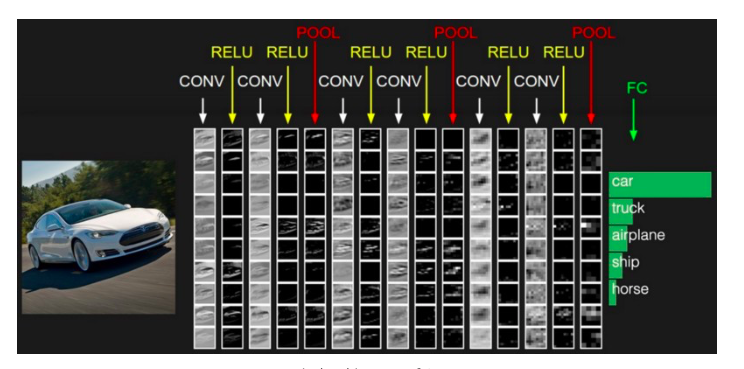 POOL POOL POOL
RELU RELU RELU RELU RELU RELU
CONV CONV CONV CONV CONV CONV
FC
car
truck
airplane
ship
horse